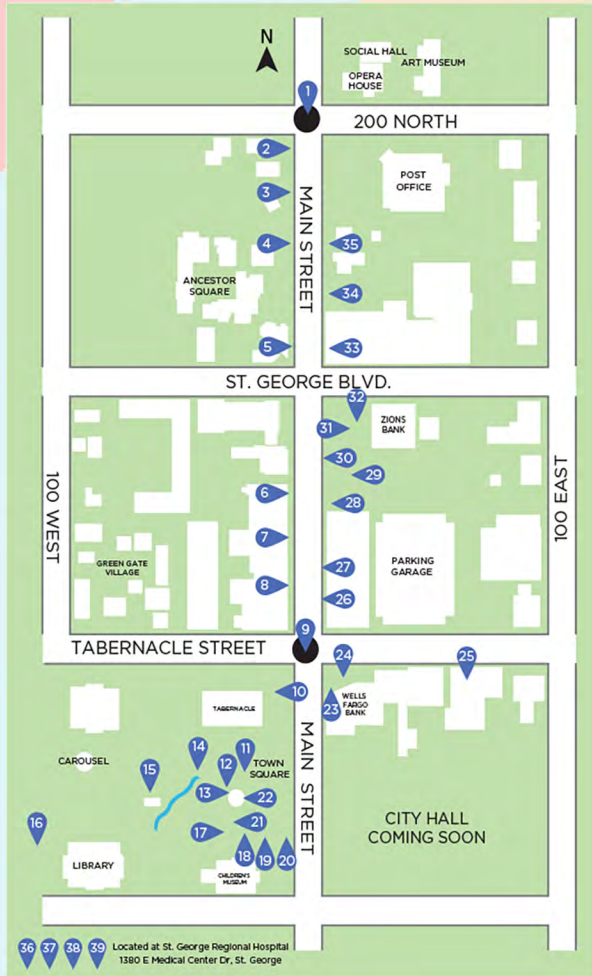 N
SOCIAL HALL
ART MUSEUM
OPERA
HOUSE
1
200 NORTH
2
3
MAIN STREET
POST
OFFICE
4
35
ANCESTOR
SQUARE
34
5
33
ST. GEORGE BLVD.
32
31
ZIONS
BANK
30
29
100 WEST
100 EAST
6
28
7
GREEN GATE
VILLAGE
PARKING
GARAGE
27
8
26
9
TABERNACLE STREET
24
25
10
23
WELLS
FARGO
BANK
TABERNACLE
MAIN STREET
14
11
12
TOWN
SQUARE
CAROUSEL
15
13
22
16
21
17
CITY HALL
COMING SOON
18
19
20
LIBRARY
CHILDREN'S
MUSEUM
36 37 38 39 Located at St. George Regional Hospital
1380 E Medical Center Dr, St. George